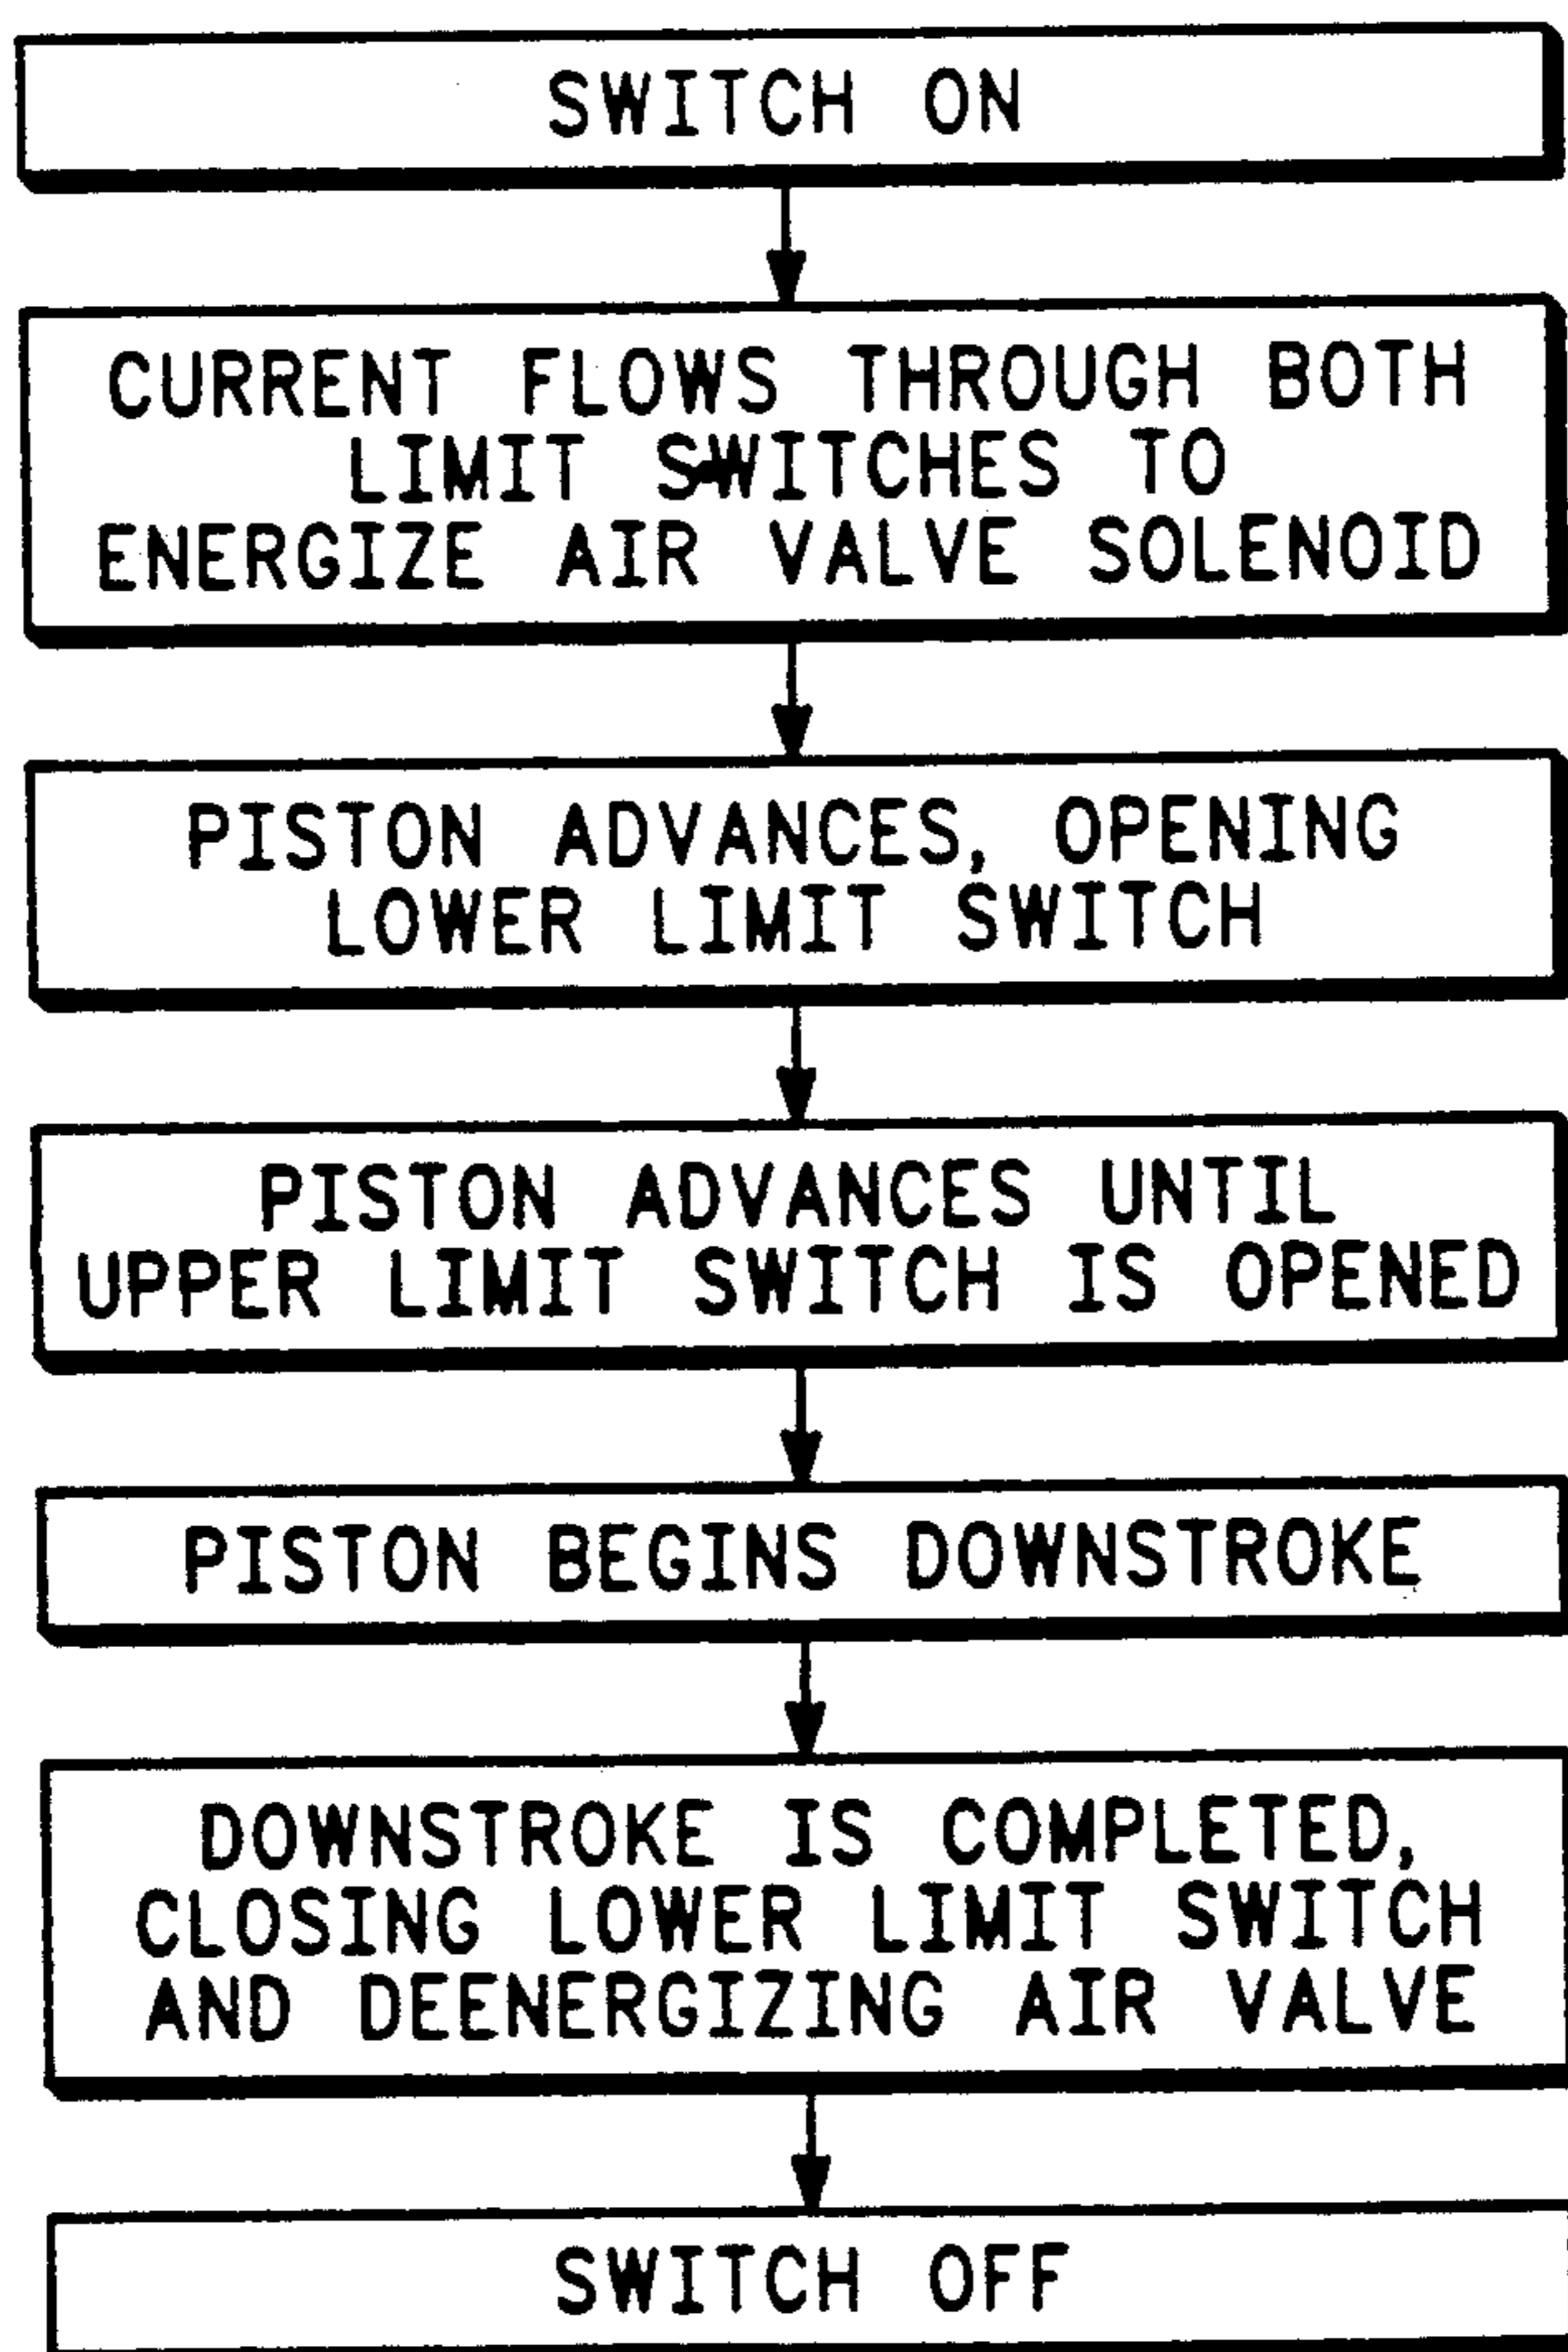 SWITCH ON
CURRENT FLOWS THROUGH BOTH
LIMIT SWITCHES TO
ENERGIZE AIR VALVE SOLENOID
PISTON ADVANCES, OPENING
LOWER LIMIT SWITCH
PISTON ADVANCES UNTIL
UPPER LIMIT SWITCH IS OPENED
PISTON BEGINS DOWNSTROKE
DOWNSTROKE IS COMPLETED,
CLOSING LOWER LIMIT SWITCH
AND DEENERGIZING AIR VALVE
SWITCH OFF